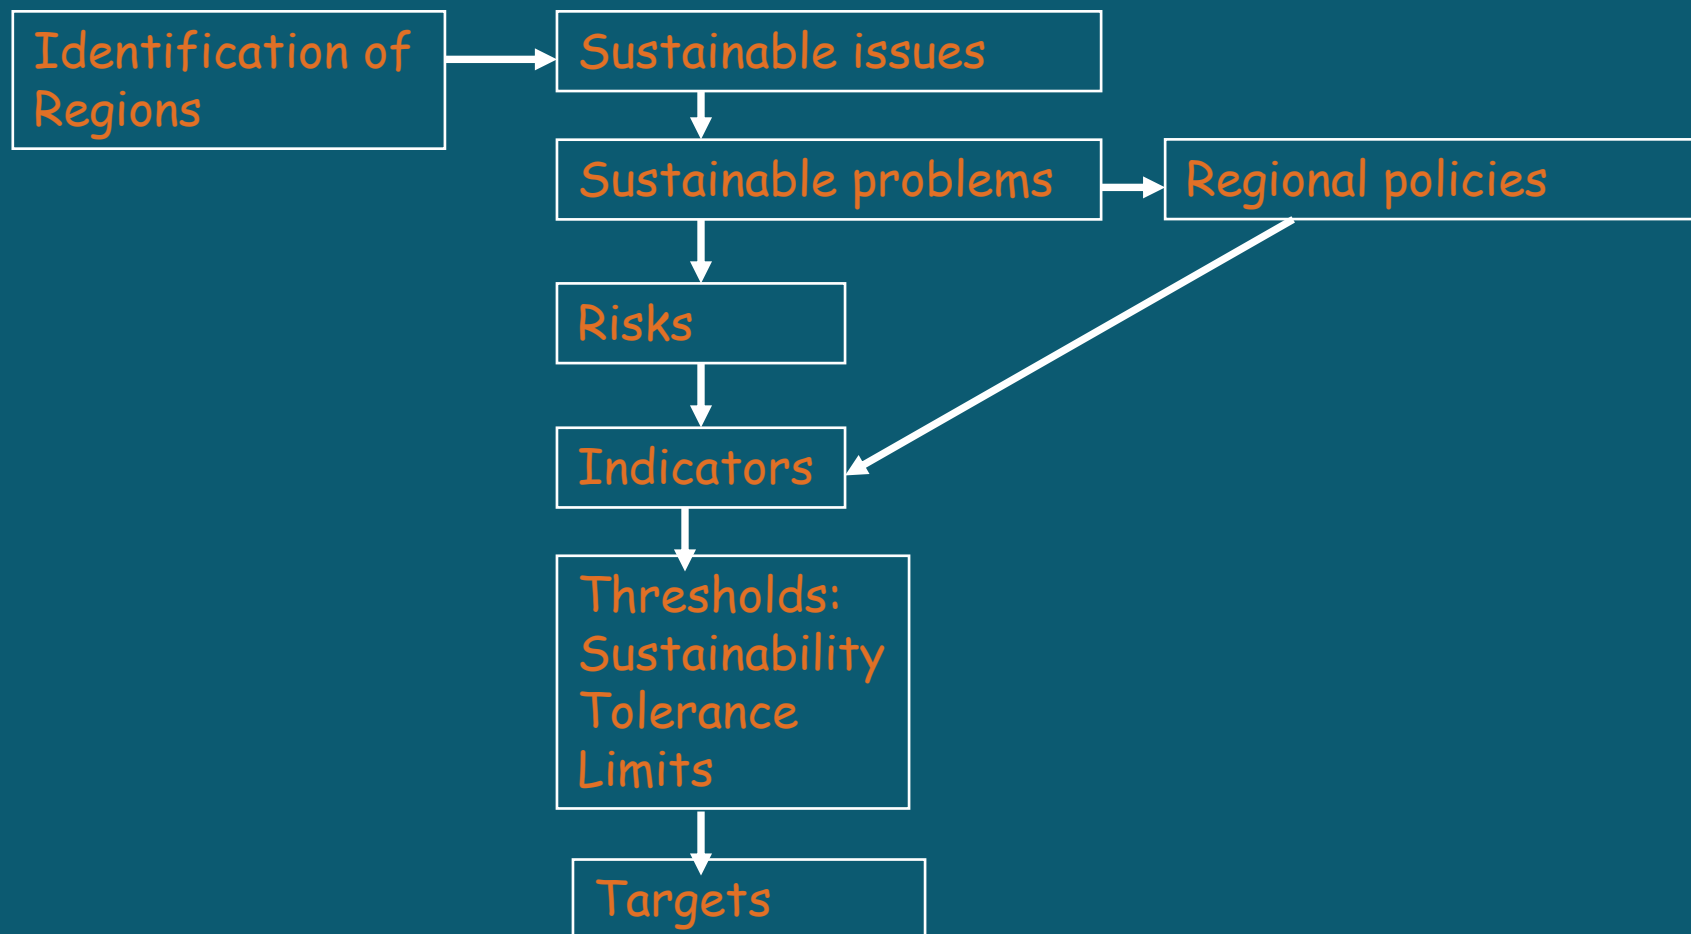 Identification of
Regions
Sustainable issues
Sustainable problems
Regional policies
Risks
Indicators
Thresholds:
Sustainability
Tolerance
Limits
Targets